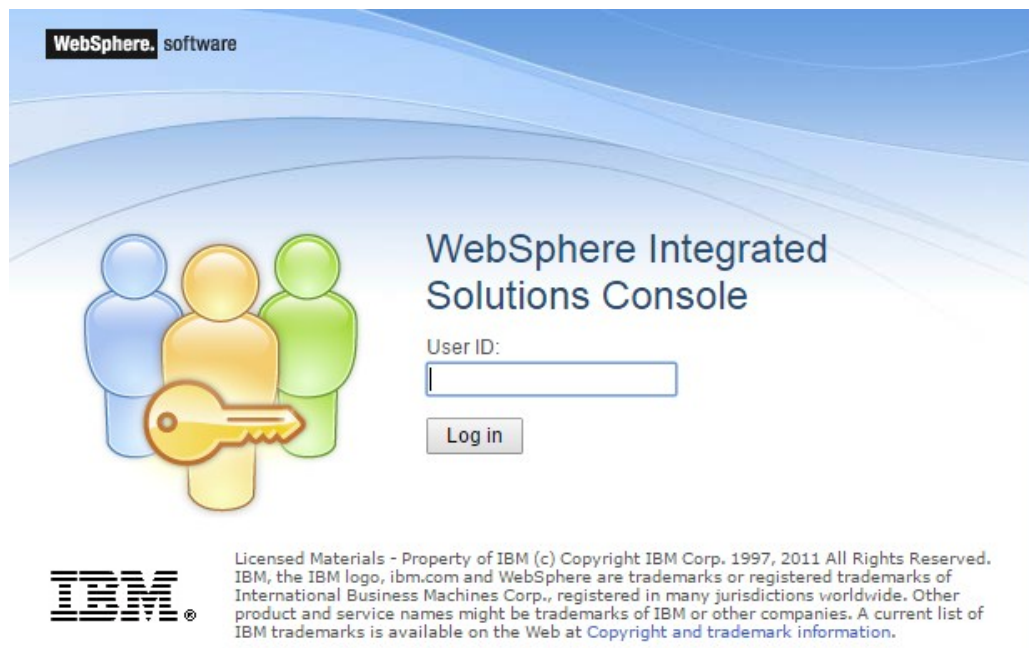 WebSphere. software
WebSphere Integrated
Solutions Console
User ID:
Log in
Licensed Materials - Property of IBM (c) Copyright IBM Corp. 1997, 2011 All Rights Reserved.
IBM, the IBM logo, ibm.com and WebSphere are trademarks or registered trademarks of
International Business Machines Corp., registered in many jurisdictions worldwide. Other
product and service names might be trademarks of IBM or other companies. A current list of
IBM trademarks is available on the Web at Copyright and trademark information.
IBM®